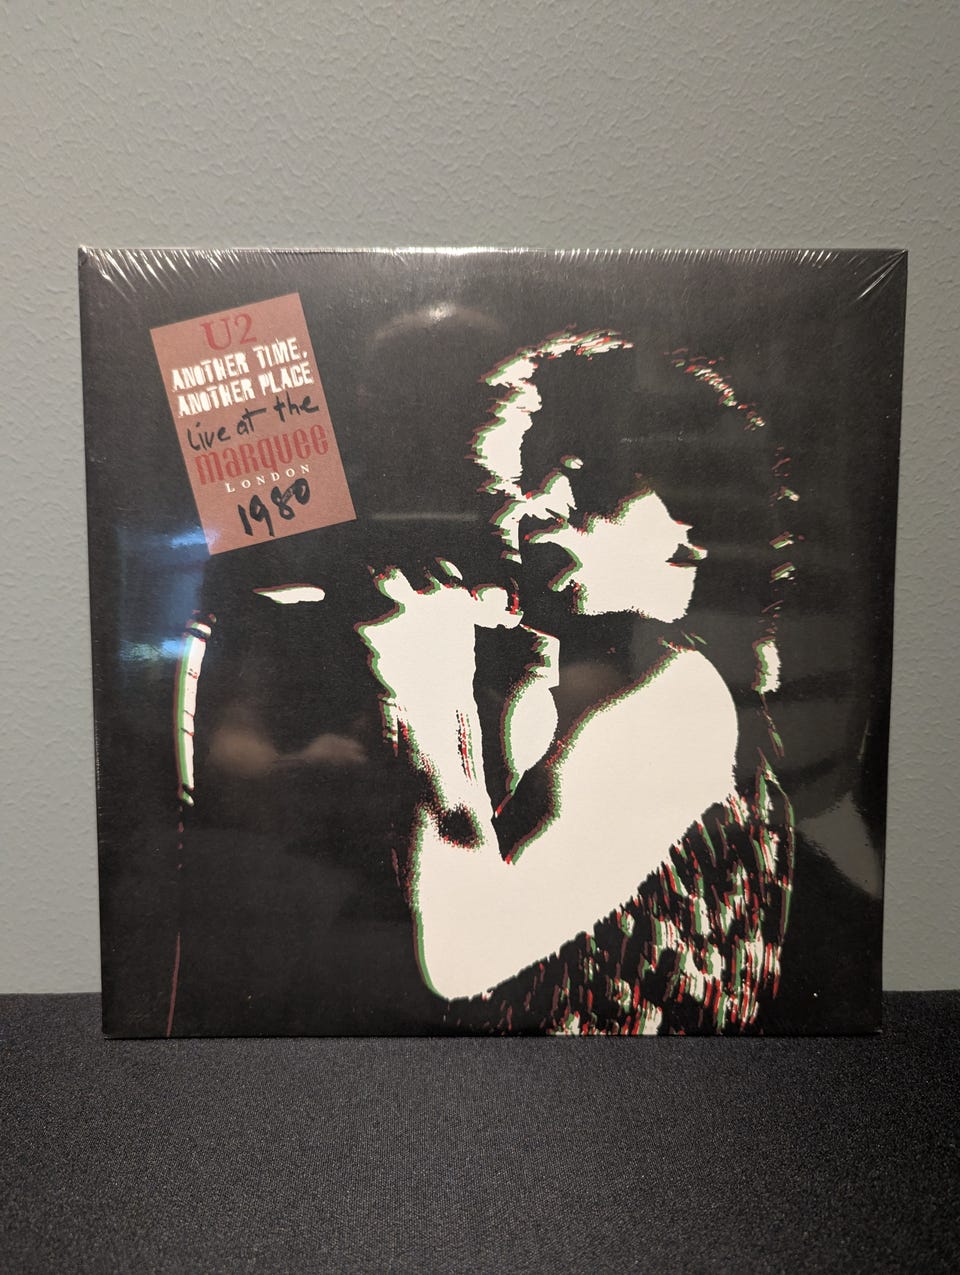 U2
ANOTHER TIME,
ANOTHER PLACE
Live at the
MARQUEE
LONDON
1980